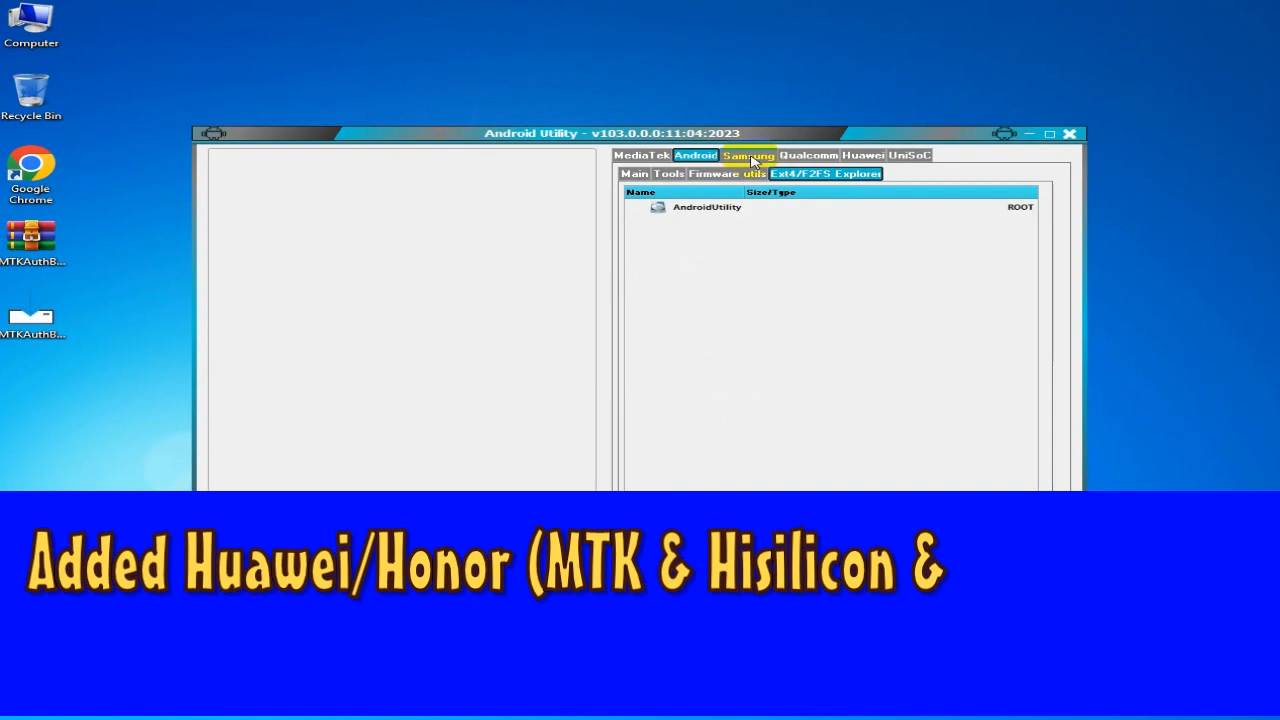 Computer
Recycle Bin
Google
Chrome
MTKAuthB...
MTKAuthB...
Android Utility - v103.0.0.0:11:04:2023
MediaTek Android Samsung Qualcomm Huawei UniSoC
Main Tools Firmware utils Ext4/F2FS Explorer
Name Size/Type
AndroidUtility ROOT
Added Huawei/Honor (MTK & Hisilicon &